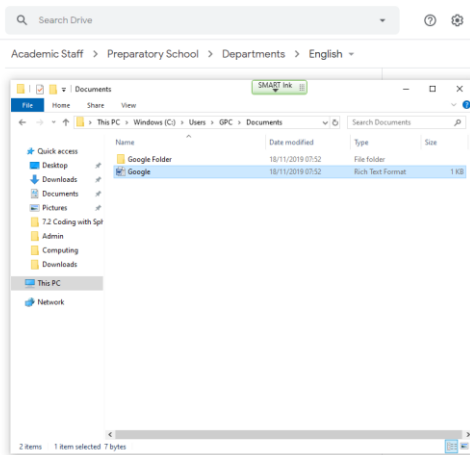 Search Drive
Academic Staff > Preparatory School > Departments > English
Documents
SMART Ink
File Home Share View
This PC > Windows (C:) > Users > GPC > Documents
Search Documents
Name Date modified Type Size
Quick access
Desktop
Downloads
Documents
Pictures
7.2 Coding with Sph
Admin
Computing
Downloads
This PC
Network
Google Folder 18/11/2019 07:52 File folder
Google 18/11/2019 07:52 Rich Text Format 1 KB
2 items 1 item selected 7 bytes